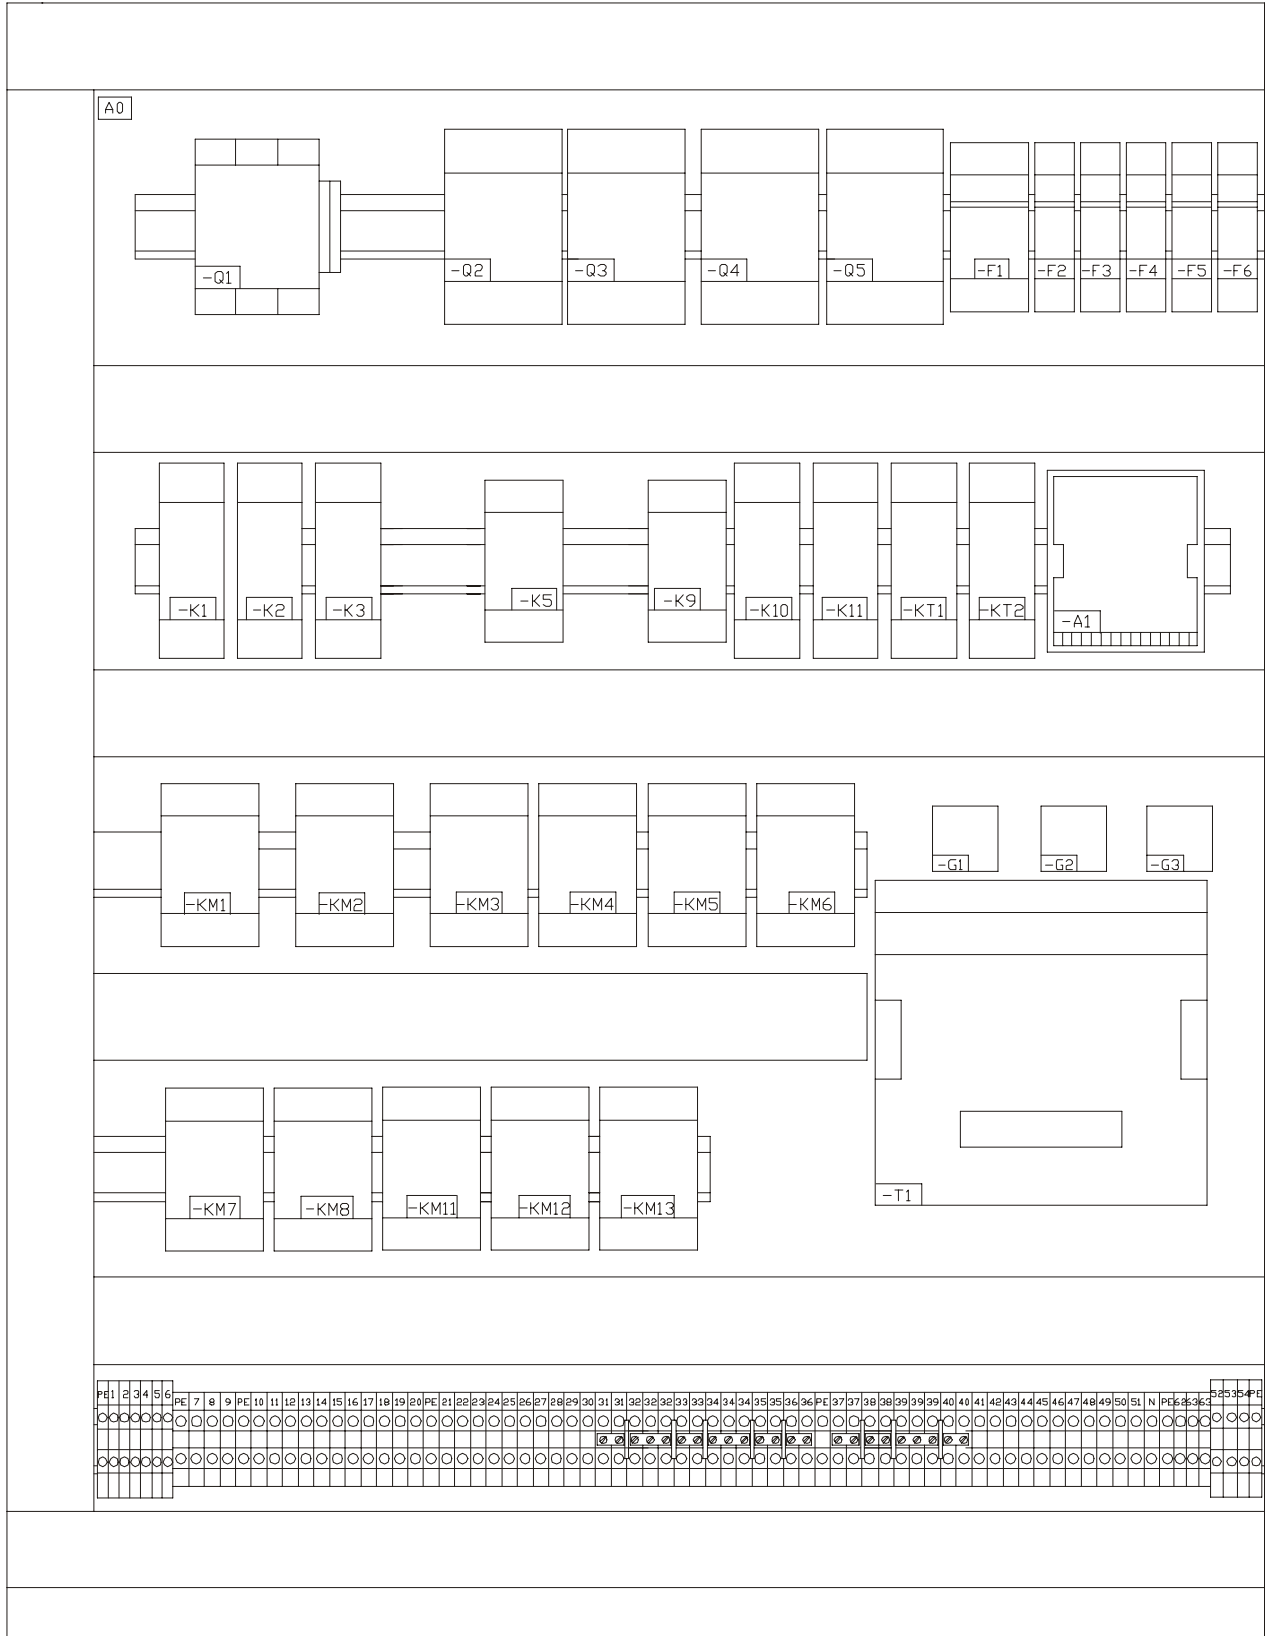 A0
-Q1 -Q2 -Q3 -Q4 -Q5 -F1 -F2 -F3 -F4 -F5 -F6
-K1 -K2 -K3 -K5 -K9 -K10 -K11 -KT1 -KT2 -A1
-KM1 -KM2 -KM3 -KM4 -KM5 -KM6 -G1 -G2 -G3
-KM7 -KM8 -KM11 -KM12 -KM13 -T1
PE 1 2 3 4 5 6 PE 7 8 9 PE 10 11 12 13 14 15 16 17 18 19 20 PE 21 22 23 24 25 26 27 28 29 30 31 31 32 32 32 33 33 34 34 34 35 35 36 36 PE 37 37 38 38 39 39 39 40 40 41 42 43 44 45 46 47 48 49 50 51 N PE 62 63 63 52 53 54 PE